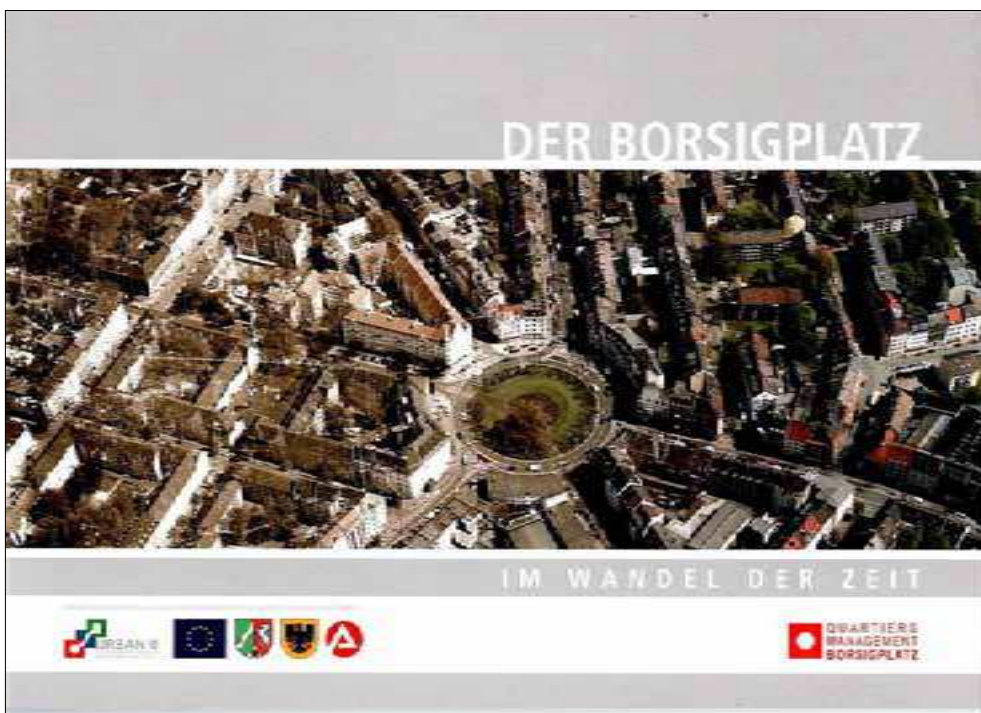 DER BORSIGPLATZ
IM WANDEL DER ZEIT
URBAN II
QUARTIERS
MANAGEMENT
BORSIGPLATZ